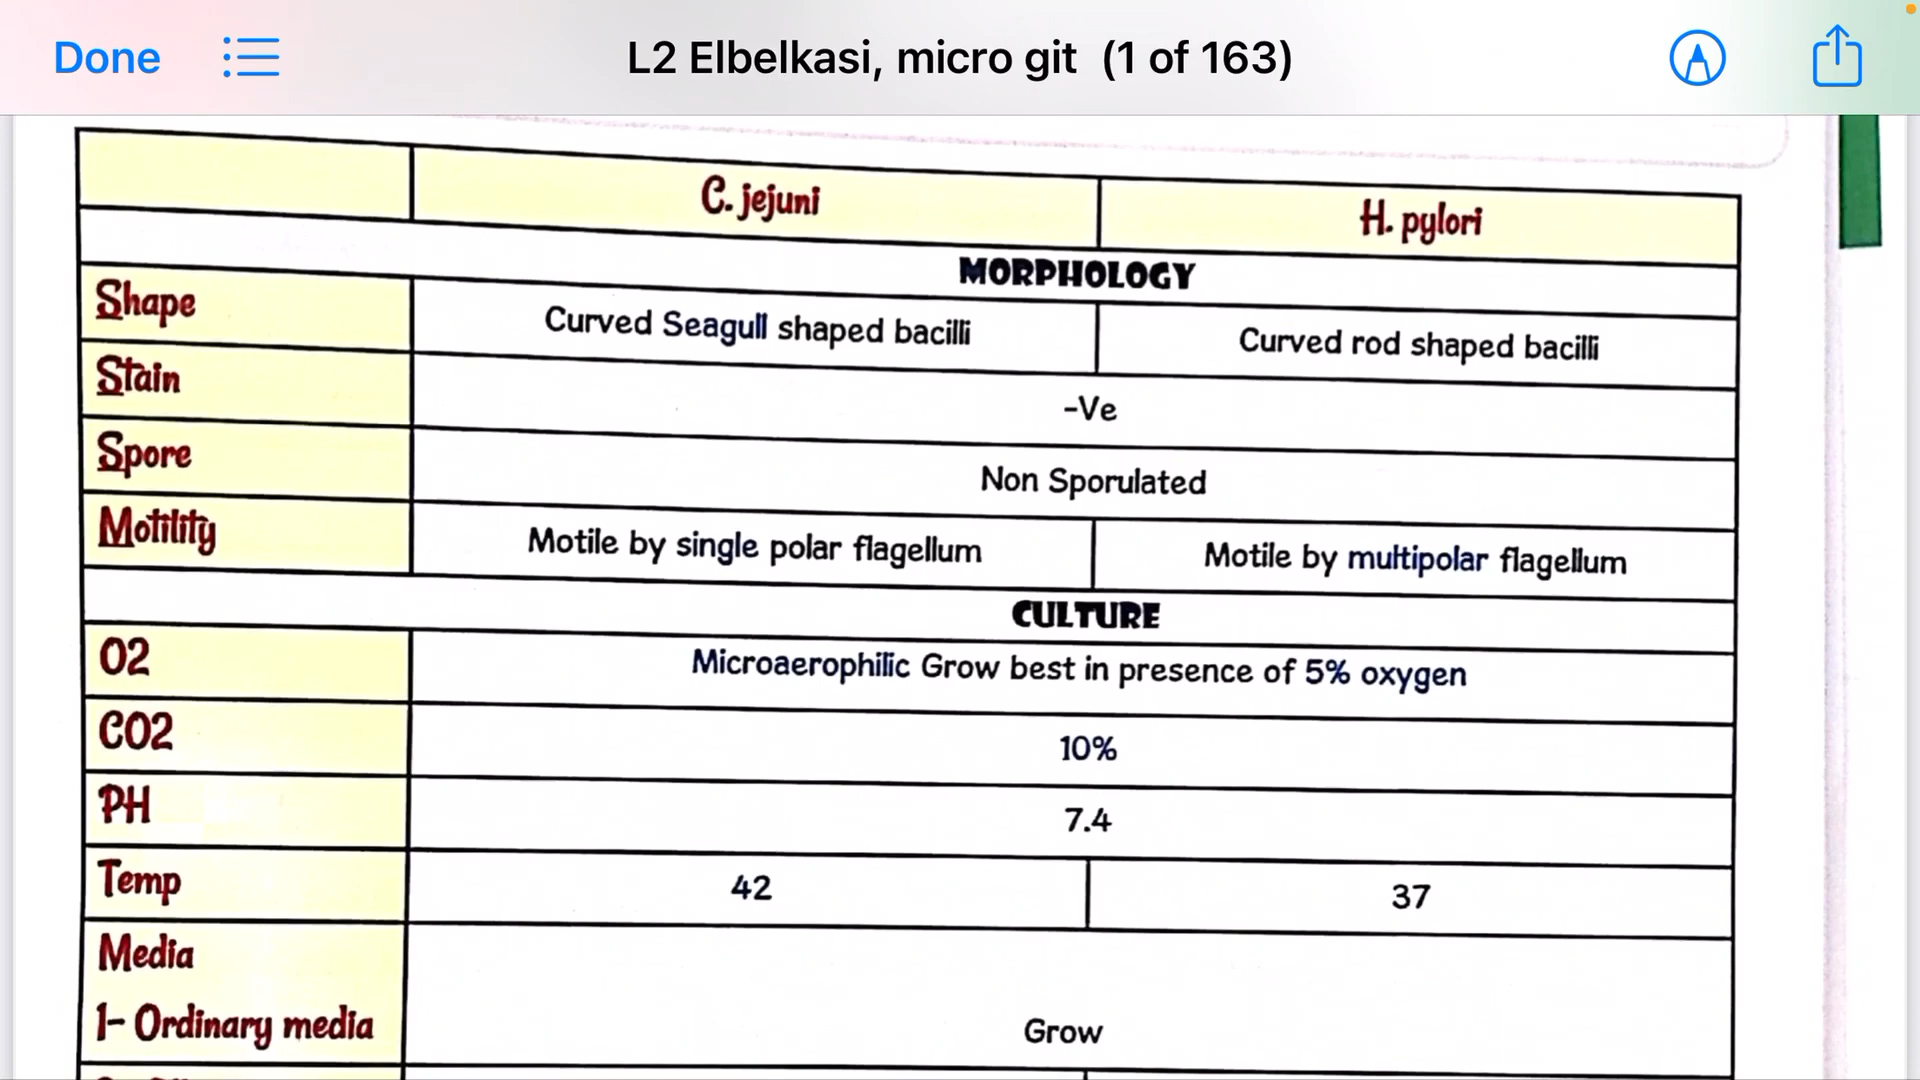 Done
L2 Elbelkasi, micro git (1 of 163)
C. jejuni
H. pylori
MORPHOLOGY
Shape
Curved Seagull shaped bacilli
Curved rod shaped bacilli
Stain
-Ve
Spore
Non Sporulated
Motility
Motile by single polar flagellum
Motile by multipolar flagellum
CULTURE
O2
Microaerophilic Grow best in presence of 5% oxygen
CO2
10%
PH
7.4
Temp
42
37
Media
1- Ordinary media
Grow